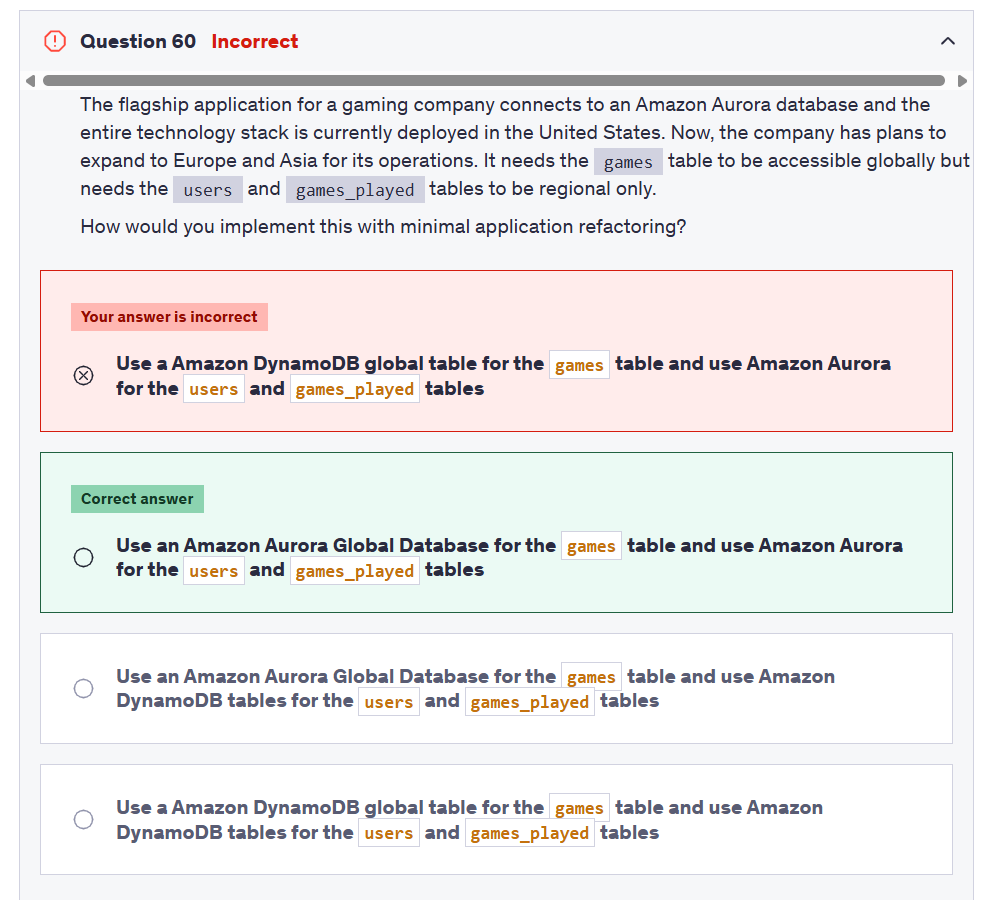 Question 60 Incorrect
The flagship application for a gaming company connects to an Amazon Aurora database and the
entire technology stack is currently deployed in the United States. Now, the company has plans to
expand to Europe and Asia for its operations. It needs the games table to be accessible globally but
needs the users and games_played tables to be regional only.
How would you implement this with minimal application refactoring?
Your answer is incorrect
Use a Amazon DynamoDB global table for the games table and use Amazon Aurora
for the users and games_played tables
Correct answer
Use an Amazon Aurora Global Database for the games table and use Amazon Aurora
for the users and games_played tables
Use an Amazon Aurora Global Database for the games table and use Amazon
DynamoDB tables for the users and games_played tables
Use a Amazon DynamoDB global table for the games table and use Amazon
DynamoDB tables for the users and games_played tables